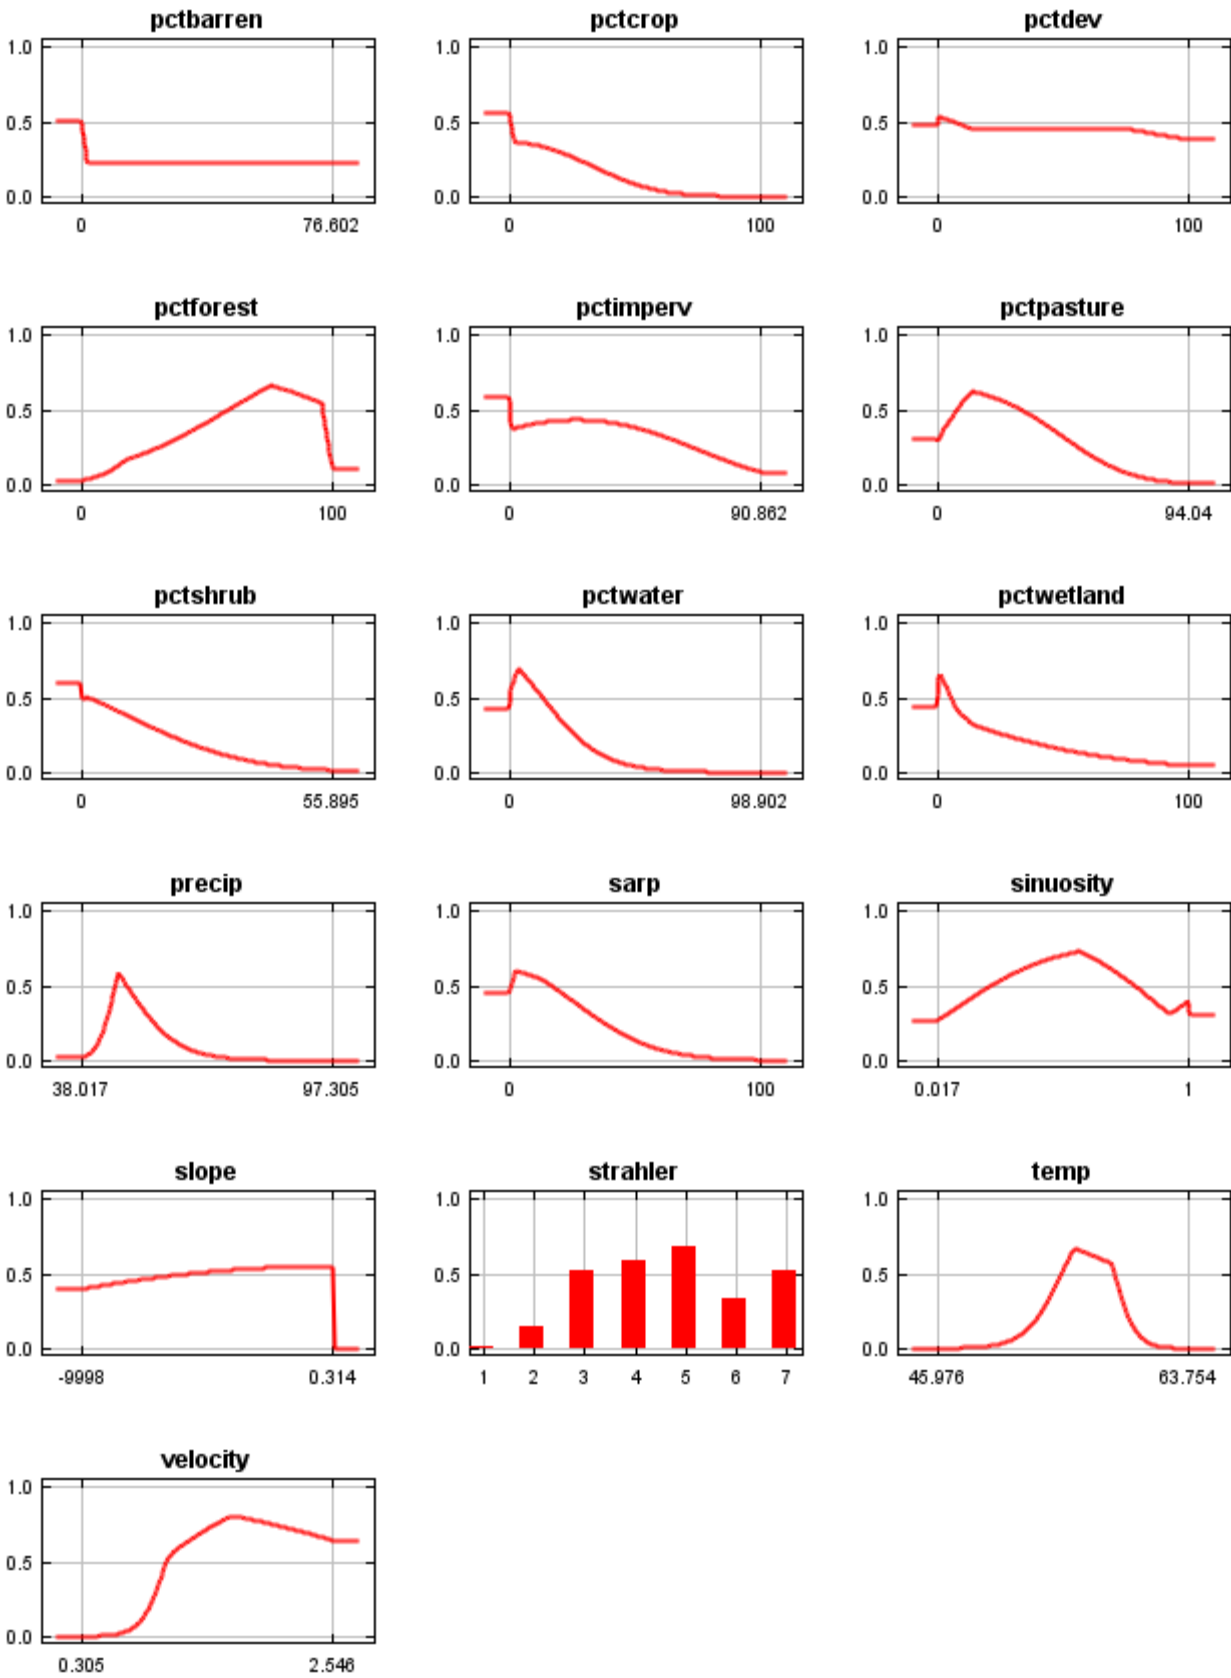 pctbarren pctcrop pctdev
1.0 1.0 1.0
0.5 0.5 0.5
0.0 0.0 0.0
0 76.602 0 100 0 100
pctforest pctimperv pctpasture
1.0 1.0 1.0
0.5 0.5 0.5
0.0 0.0 0.0
0 100 0 90.862 0 94.04
pctshrub pctwater pctwetland
1.0 1.0 1.0
0.5 0.5 0.5
0.0 0.0 0.0
0 55.895 0 98.902 0 100
precip sarp sinuosity
1.0 1.0 1.0
0.5 0.5 0.5
0.0 0.0 0.0
38.017 97.305 0 100 0.017 1
slope strahler temp
1.0 1.0 1.0
0.5 0.5 0.5
0.0 0.0 0.0
-9998 0.314 1 2 3 4 5 6 7 45.976 63.754
velocity
1.0
0.5
0.0
0.305 2.546